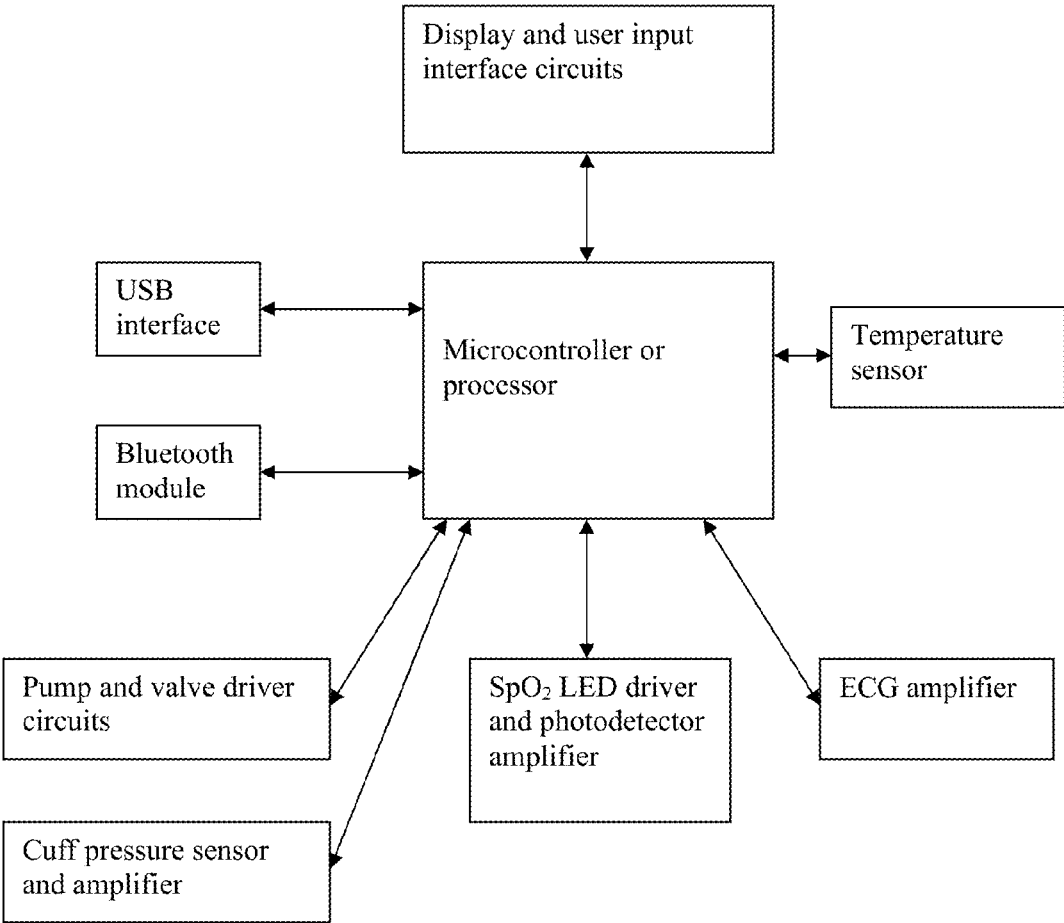 Display and user input
interface circuits
USB
interface
Microcontroller or
processor
Temperature
sensor
Bluetooth
module
Pump and valve driver
circuits
SpO₂ LED driver
and photodetector
amplifier
ECG amplifier
Cuff pressure sensor
and amplifier